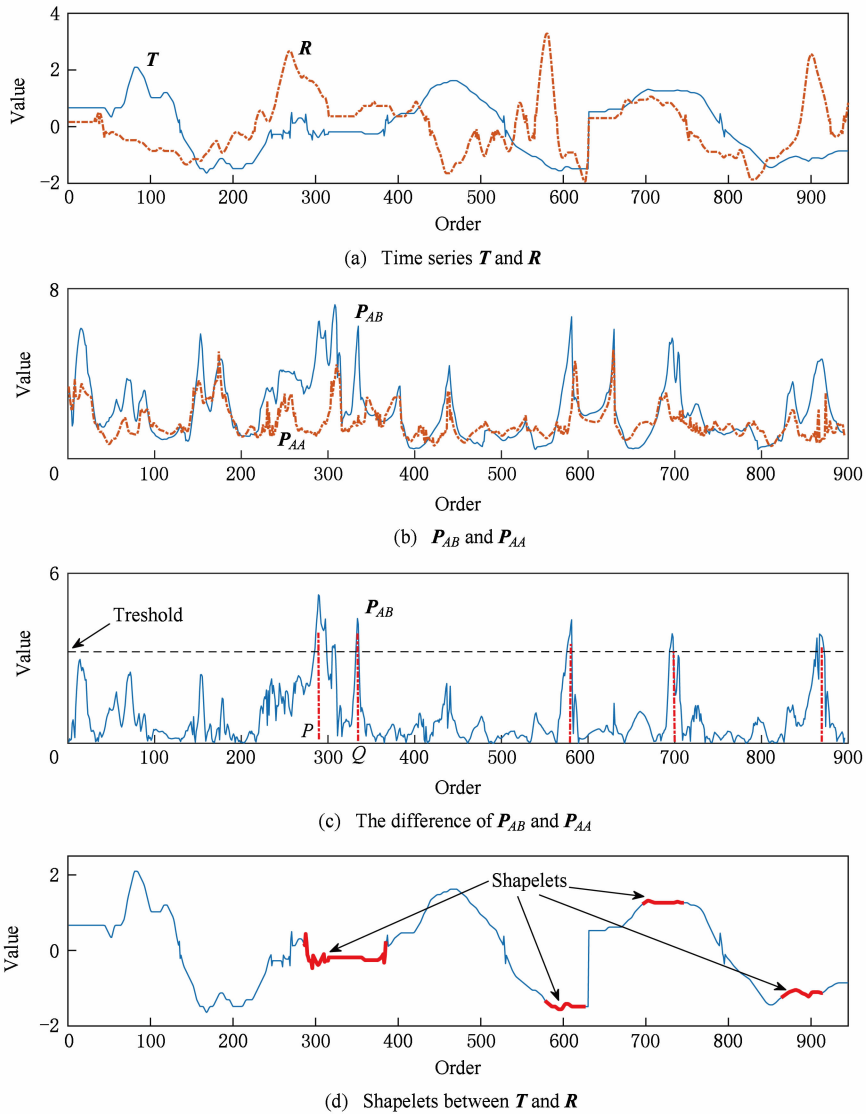 4
T
R
2
Value
0
−2
0 100 200 300 400 500 600 700 800 900
Order
(a) Time series T and R
8
P_AB
Value
P_AA
0
100 200 300 400 500 600 700 800 900
Order
(b) P_AB and P_AA
6
P_AB
Treshold
Value
P
Q
0
100 200 300 400 500 600 700 800 900
Order
(c) The difference of P_AB and P_AA
2
Shapelets
Value
0
−2
0 100 200 300 400 500 600 700 800 900
Order
(d) Shapelets between T and R